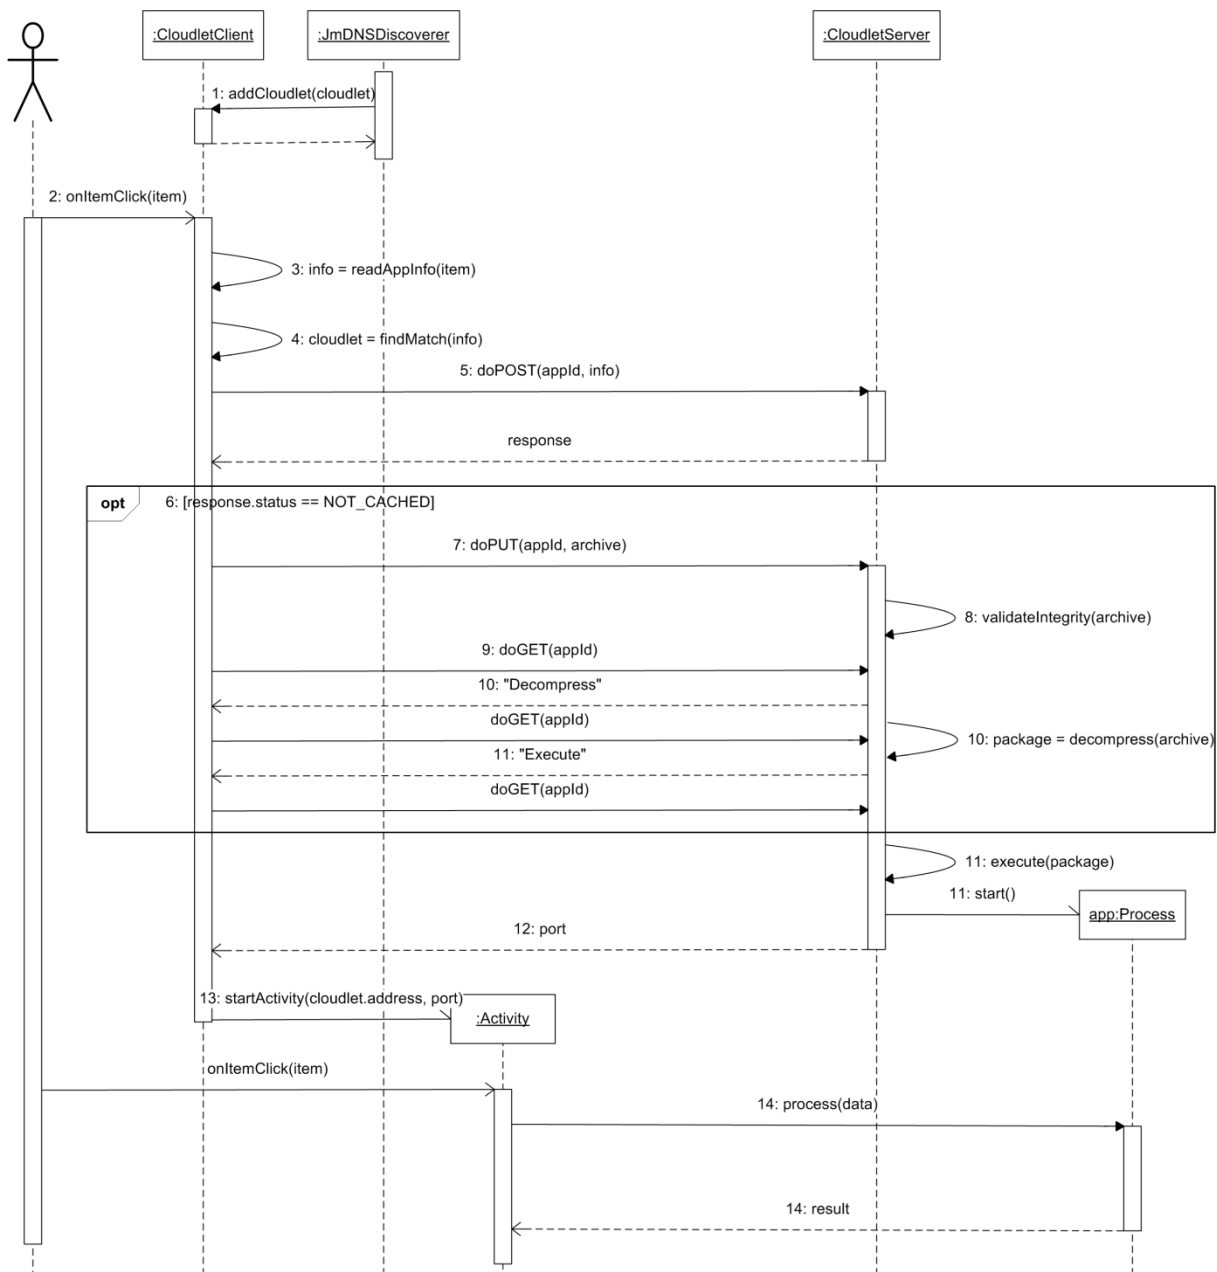 :CloudletClient
:JmDNSDiscoverer
:CloudletServer
1: addCloudlet(cloudlet)
2: onItemClick(item)
3: info = readAppInfo(item)
4: cloudlet = findMatch(info)
5: doPOST(appId, info)
response
opt
6: [response.status == NOT_CACHED]
7: doPUT(appId, archive)
8: validateIntegrity(archive)
9: doGET(appId)
10: "Decompress"
doGET(appId)
10: package = decompress(archive)
11: "Execute"
doGET(appId)
11: execute(package)
11: start()
app:Process
12: port
13: startActivity(cloudlet.address, port)
:Activity
onItemClick(item)
14: process(data)
14: result